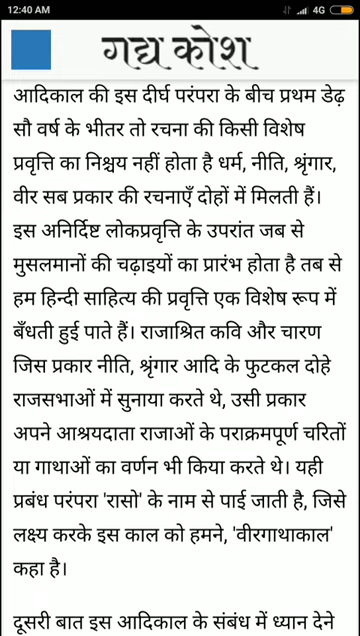 12:40 AM
4G
गद्य कोश
आदिकाल की इस दीर्घ परंपरा के बीच प्रथम डेढ़
सौ वर्ष के भीतर तो रचना की किसी विशेष
प्रवृत्ति का निश्चय नहीं होता है धर्म, नीति, श्रृंगार,
वीर सब प्रकार की रचनाएँ दोहों में मिलती हैं।
इस अनिर्दिष्ट लोकप्रवृत्ति के उपरांत जब से
मुसलमानों की चढ़ाइयों का प्रारंभ होता है तब से
हम हिन्दी साहित्य की प्रवृत्ति एक विशेष रूप में
बँधती हुई पाते हैं। राजाश्रित कवि और चारण
जिस प्रकार नीति, श्रृंगार आदि के फुटकल दोहे
राजसभाओं में सुनाया करते थे, उसी प्रकार
अपने आश्रयदाता राजाओं के पराक्रमपूर्ण चरितों
या गाथाओं का वर्णन भी किया करते थे। यही
प्रबंध परंपरा 'रासो' के नाम से पाई जाती है, जिसे
लक्ष्य करके इस काल को हमने, 'वीरगाथाकाल'
कहा है।
दूसरी बात इस आदिकाल के संबंध में ध्यान देने